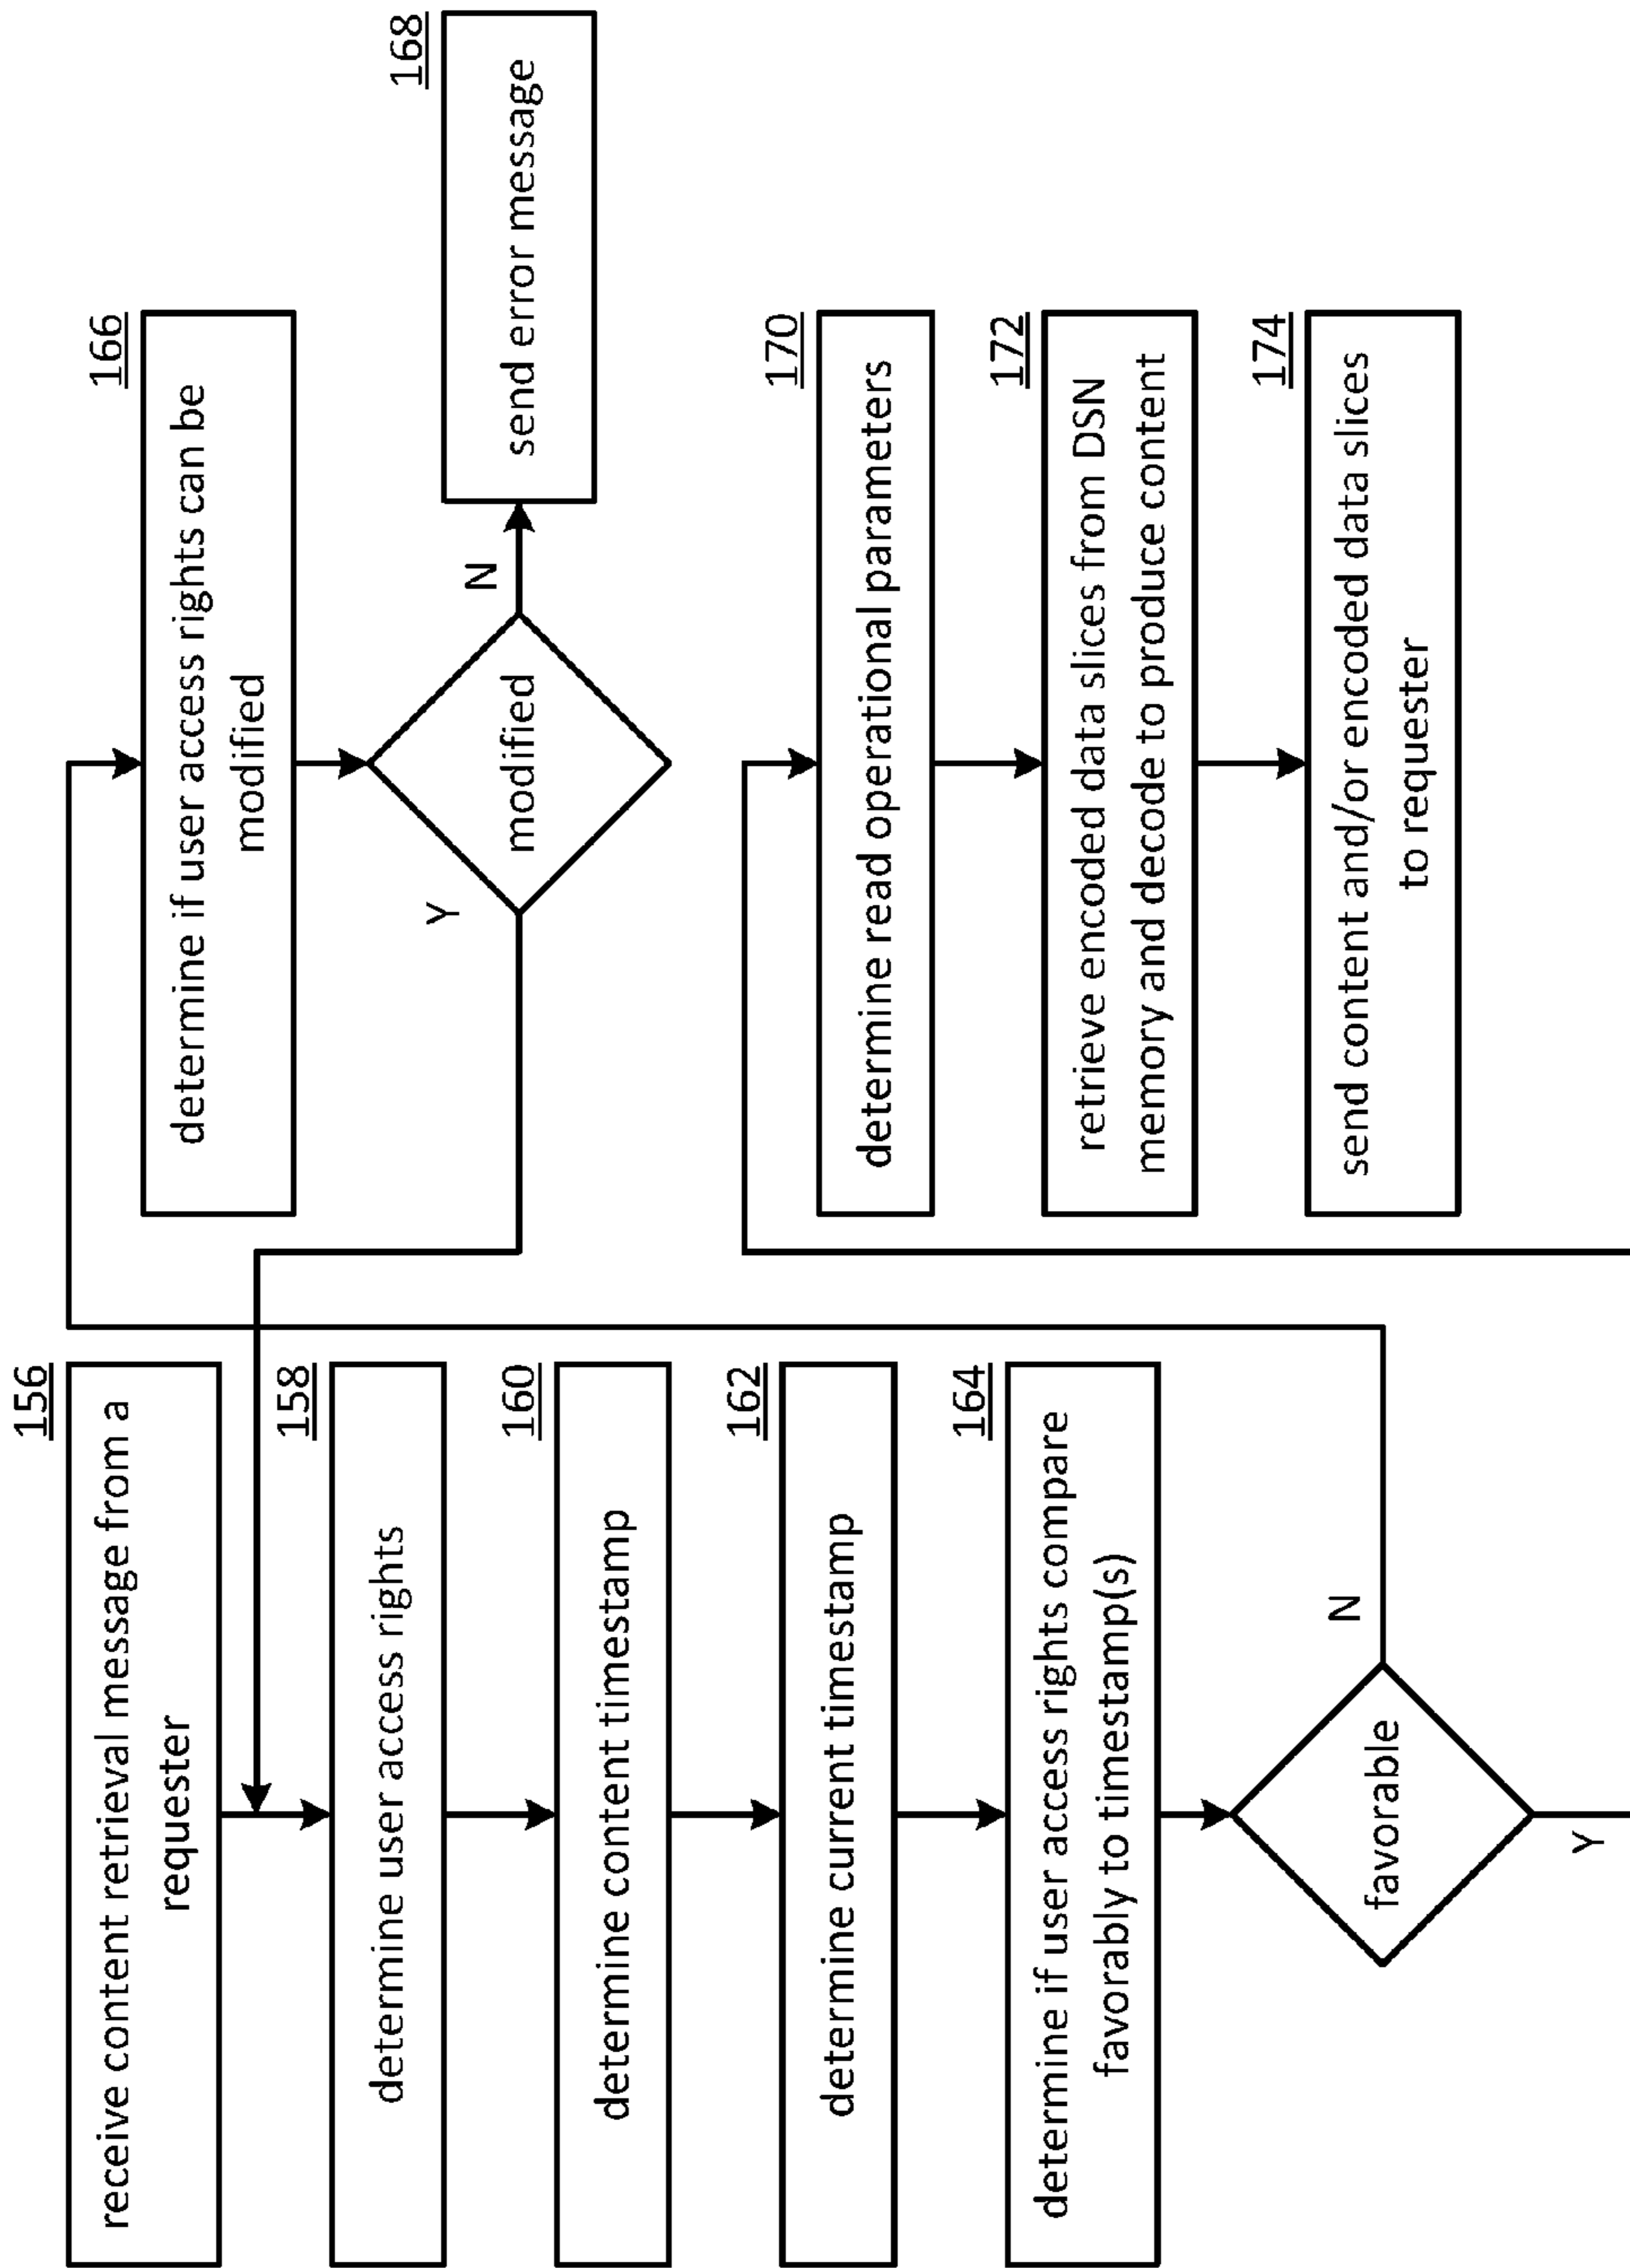 156
receive content retrieval message from a
requester
158
determine user access rights
160
determine content timestamp
162
determine current timestamp
164
determine if user access rights compare
favorably to timestamp(s)
favorable
N
Y
166
determine if user access rights can be
modified
modified
Y
N
168
send error message
170
determine read operational parameters
172
retrieve encoded data slices from DSN
memory and decode to produce content
174
send content and/or encoded data slices
to requester